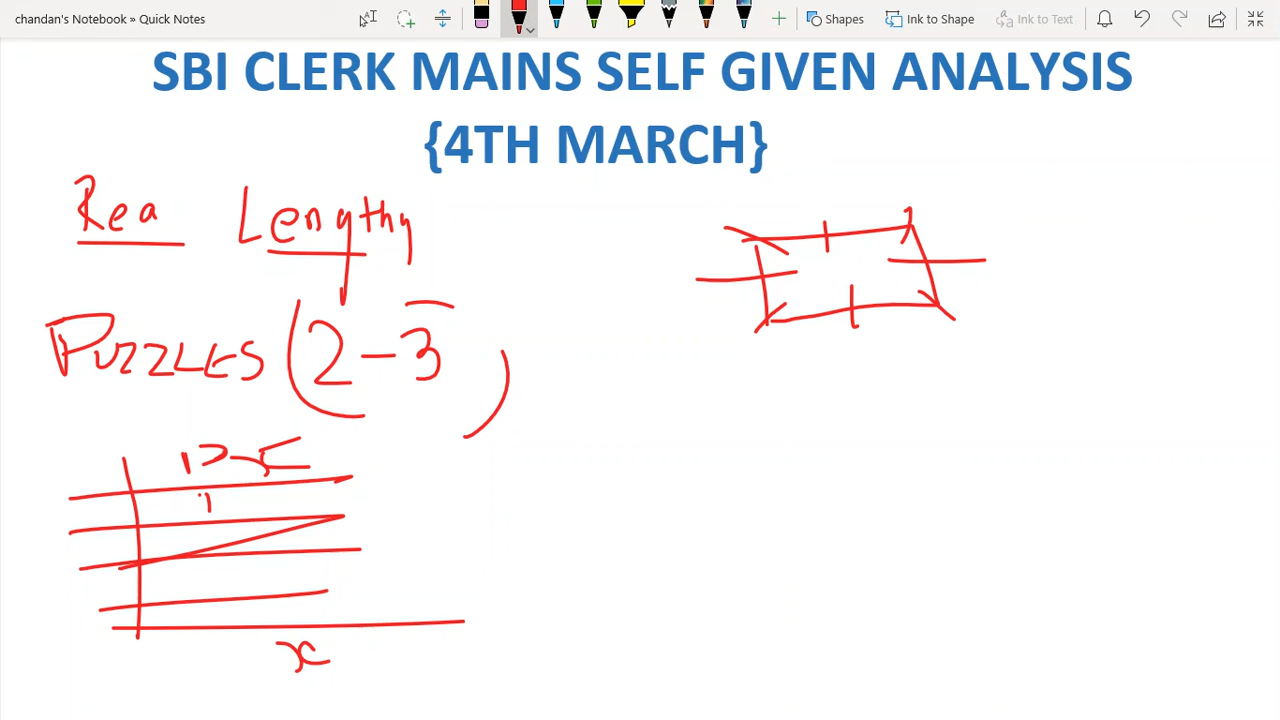 chandan's Notebook » Quick Notes
Shapes
Ink to Shape
Ink to Text
SBI CLERK MAINS SELF GIVEN ANALYSIS
{4TH MARCH}
Rea Lengthy
PUZZLES (2-3)
x